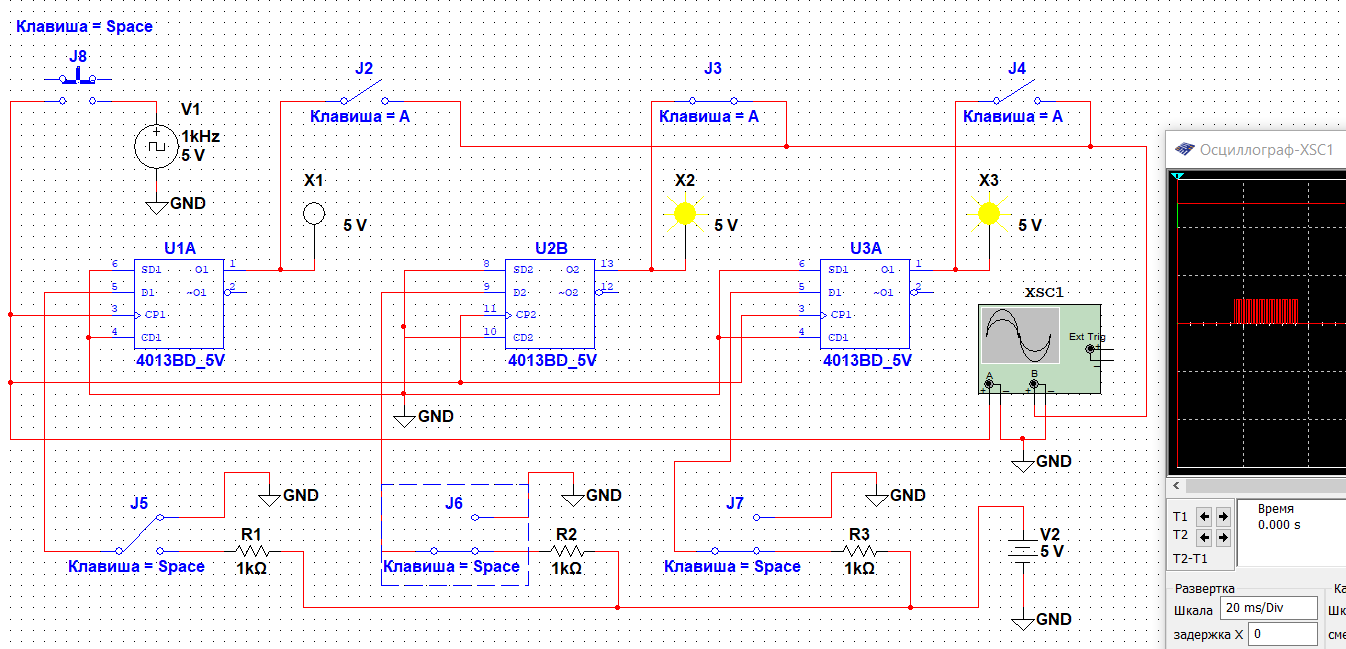 Клавиша = Space
J8
V1
1kHz
5 V
GND
J2
Клавиша = A
J3
Клавиша = A
J4
Клавиша = A
X1
5 V
X2
5 V
X3
5 V
U1A
6 SD1 O1 1
5 D1 ~O1 2
3 CP1
4 CD1
4013BD_5V
U2B
8 SD2 O2 13
9 D2 ~O2 12
11 CP2
10 CD2
4013BD_5V
U3A
6 SD1 O1 1
5 D1 ~O1 2
3 CP1
4 CD1
4013BD_5V
GND
XSC1
Ext Trig
+
_
A B
+ _ + _
GND
J5
GND
R1
1kΩ
Клавиша = Space
J6
GND
R2
1kΩ
Клавиша = Space
J7
GND
R3
1kΩ
Клавиша = Space
V2
5 V
GND
Осциллограф-XSC1
T1
T2
T2-T1
Время
0.000 s
Развертка
Шкала 20 ms/Div
задержка X 0
Ка
Шк
сме